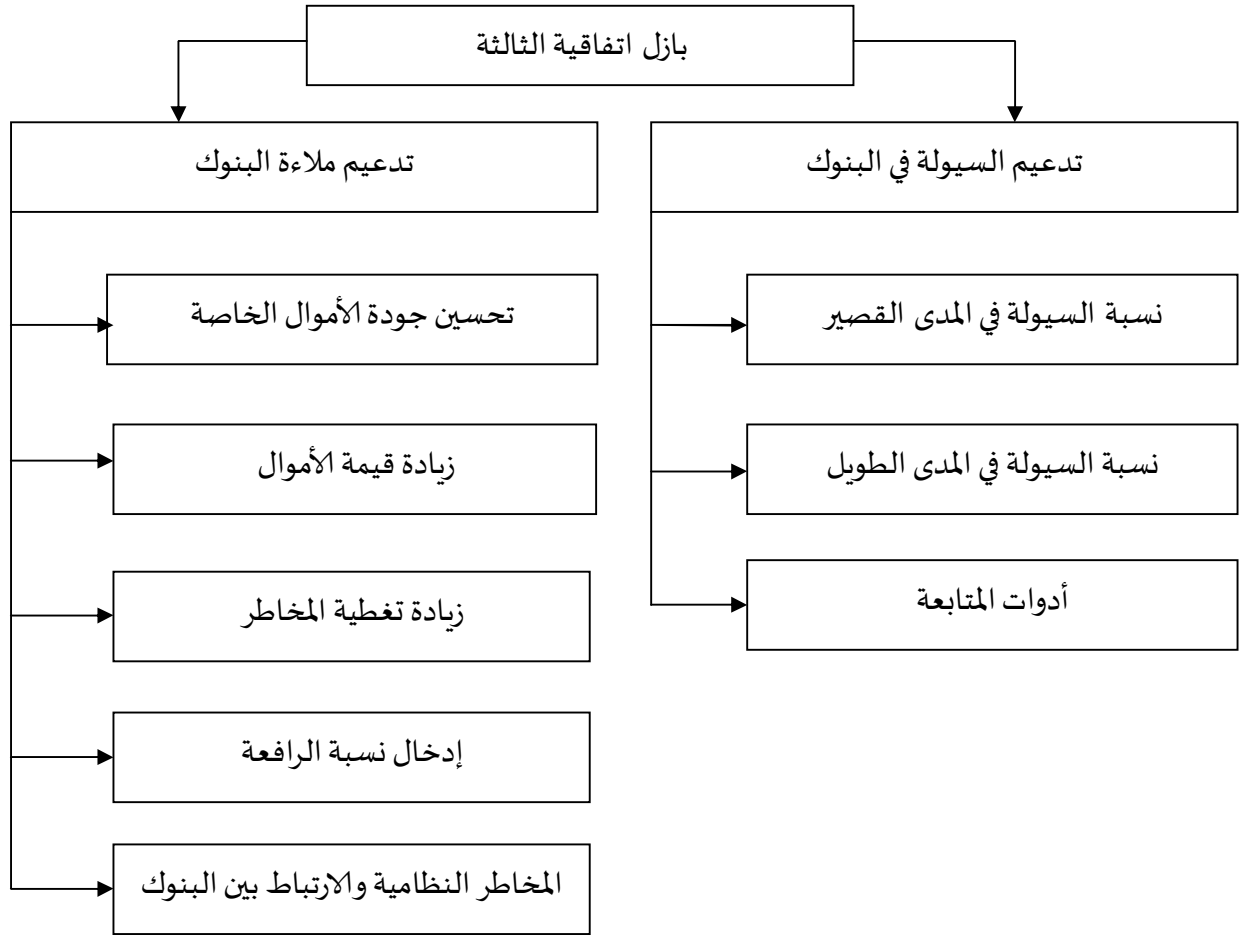 بازل اتفاقية الثالثة
تدعيم ملاءة البنوك
تحسين جودة الأموال الخاصة
زيادة قيمة الأموال
زيادة تغطية المخاطر
إدخال نسبة الرافعة
المخاطر النظامية والارتباط بين البنوك
تدعيم السيولة في البنوك
نسبة السيولة في المدى القصير
نسبة السيولة في المدى الطويل
أدوات المتابعة